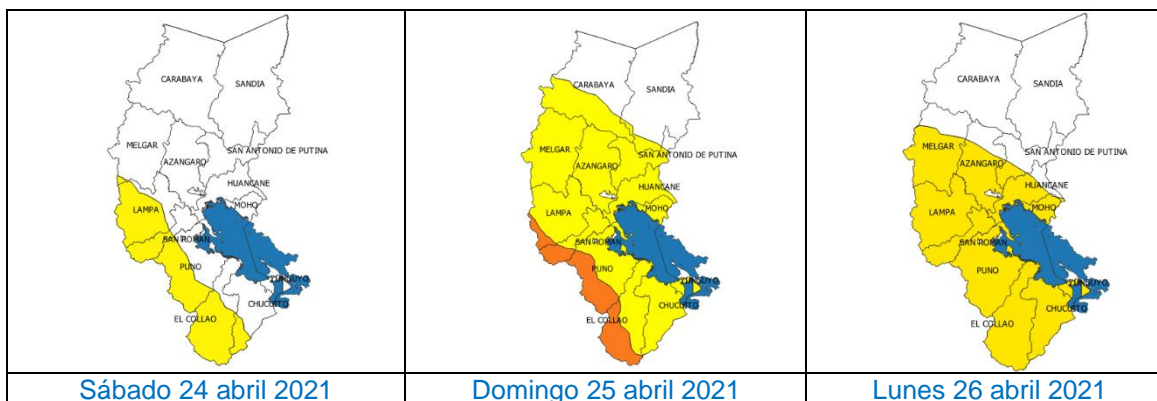 CARABAYA
SANDIA
MELGAR
AZANGARO
SAN ANTONIO DE PUTINA
HUANCANE
MOHO
LAMPA
SAN ROMAN
PUNO
YUNGUYO
CHUCUITO
EL COLLAO
Sábado 24 abril 2021
CARABAYA
SANDIA
MELGAR
AZANGARO
SAN ANTONIO DE PUTINA
HUANCANE
MOHO
LAMPA
SAN ROMAN
PUNO
YUNGUYO
CHUCUITO
EL COLLAO
Domingo 25 abril 2021
CARABAYA
SANDIA
MELGAR
AZANGARO
SAN ANTONIO DE PUTINA
HUANCANE
MOHO
LAMPA
SAN ROMAN
PUNO
YUNGUYO
CHUCUITO
EL COLLAO
Lunes 26 abril 2021